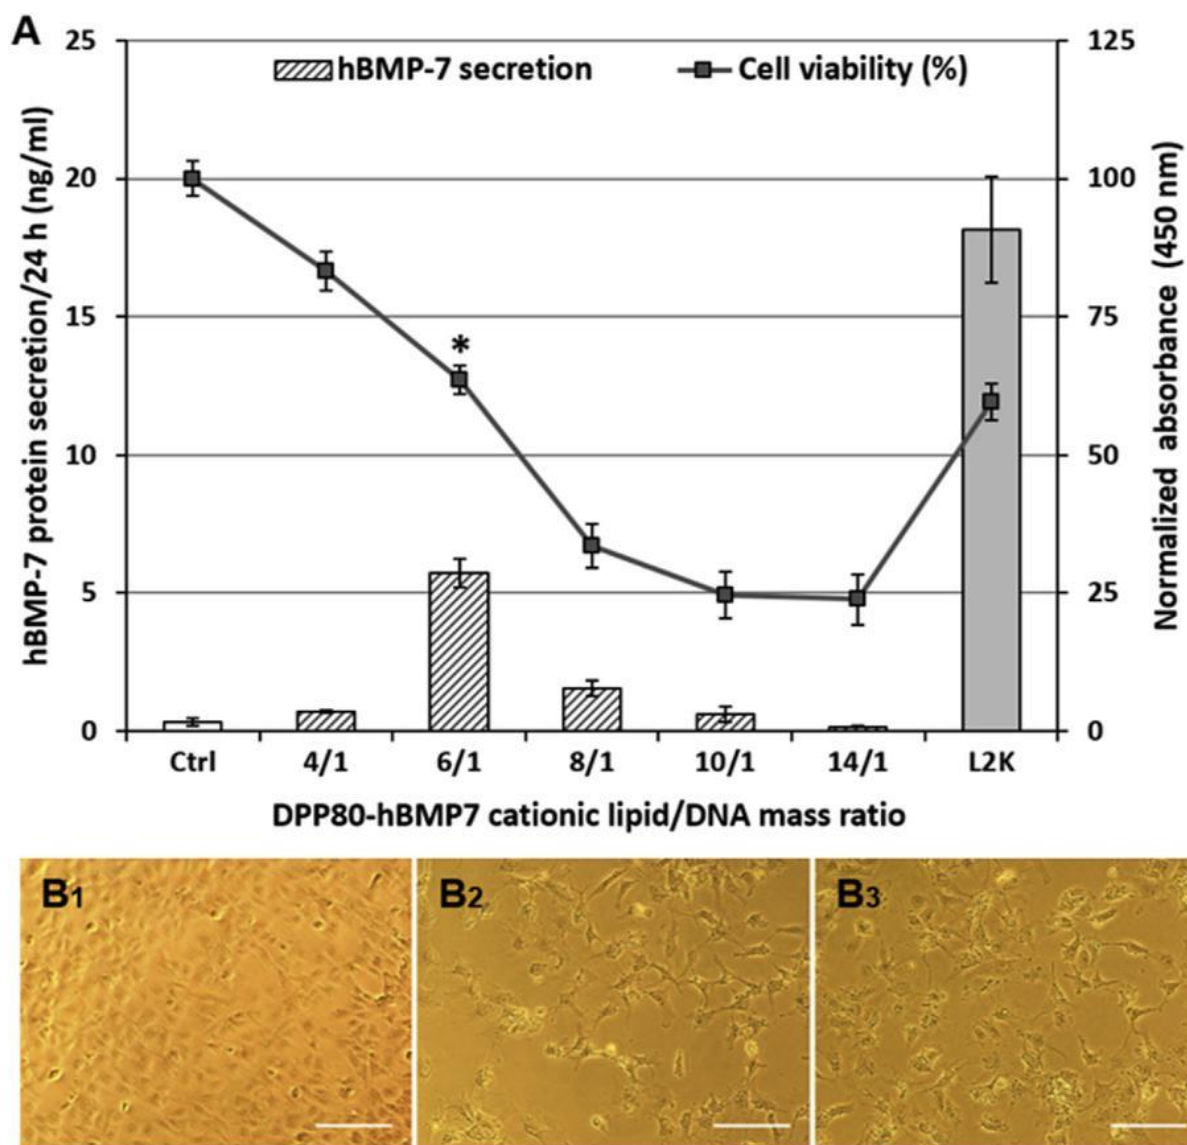 A
hBMP-7 secretion
Cell viability (%)
hBMP-7 protein secretion/24 h (ng/ml)
25
20
15
10
5
0
125
100
75
50
25
0
Normalized absorbance (450 nm)
*
Ctrl 4/1 6/1 8/1 10/1 14/1 L2K
DPP80-hBMP7 cationic lipid/DNA mass ratio
B1 B2 B3